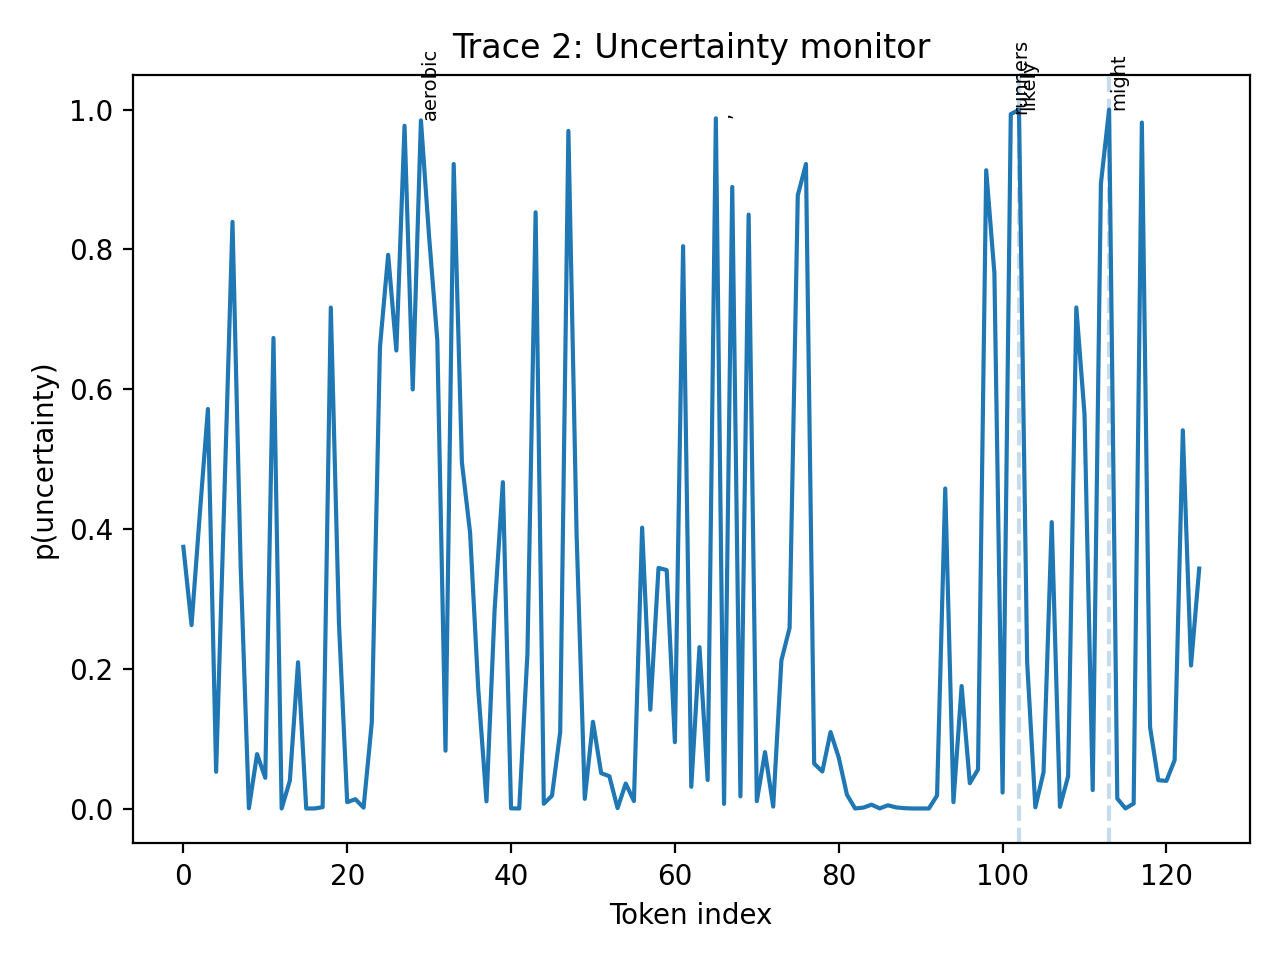 Trace 2: Uncertainty monitor
aerobic
,
runners
likely
might
1.0
0.8
0.6
0.4
0.2
0.0
p(uncertainty)
0
20
40
60
80
100
120
Token index